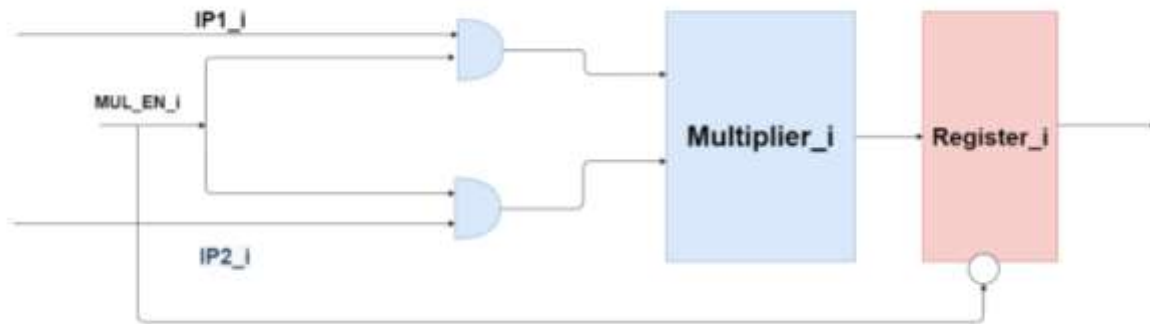 IP1_i
MUL_EN_i
Multiplier_i
Register_i
IP2_i